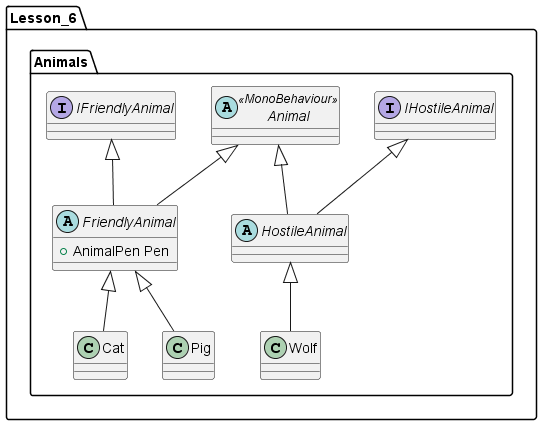 Lesson_6
Animals
I IFriendlyAnimal
A «MonoBehaviour»
Animal
I IHostileAnimal
A FriendlyAnimal
AnimalPen Pen
A HostileAnimal
C Cat
C Pig
C Wolf